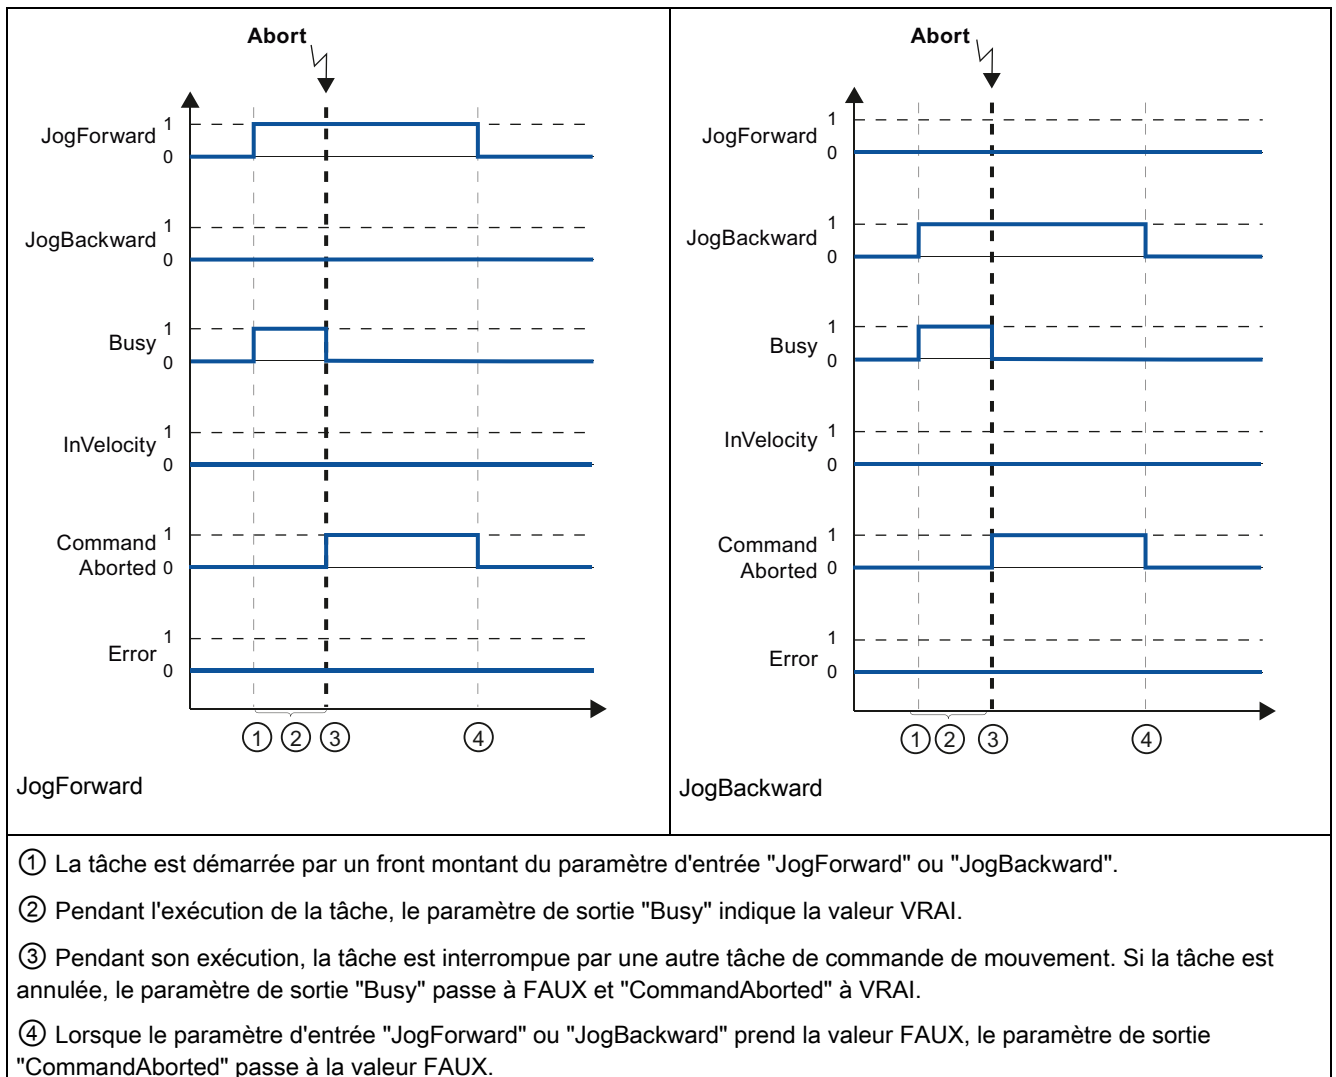 Abort
JogForward 1
0
JogBackward 1
0
Busy 1
0
InVelocity 1
0
Command 1
Aborted 0
Error 1
0
① ② ③ ④
JogForward
Abort
JogForward 1
0
JogBackward 1
0
Busy 1
0
InVelocity 1
0
Command 1
Aborted 0
Error 1
0
① ② ③ ④
JogBackward
① La tâche est démarrée par un front montant du paramètre d'entrée "JogForward" ou "JogBackward".
② Pendant l'exécution de la tâche, le paramètre de sortie "Busy" indique la valeur VRAI.
③ Pendant son exécution, la tâche est interrompue par une autre tâche de commande de mouvement. Si la tâche est
annulée, le paramètre de sortie "Busy" passe à FAUX et "CommandAborted" à VRAI.
④ Lorsque le paramètre d'entrée "JogForward" ou "JogBackward" prend la valeur FAUX, le paramètre de sortie
"CommandAborted" passe à la valeur FAUX.